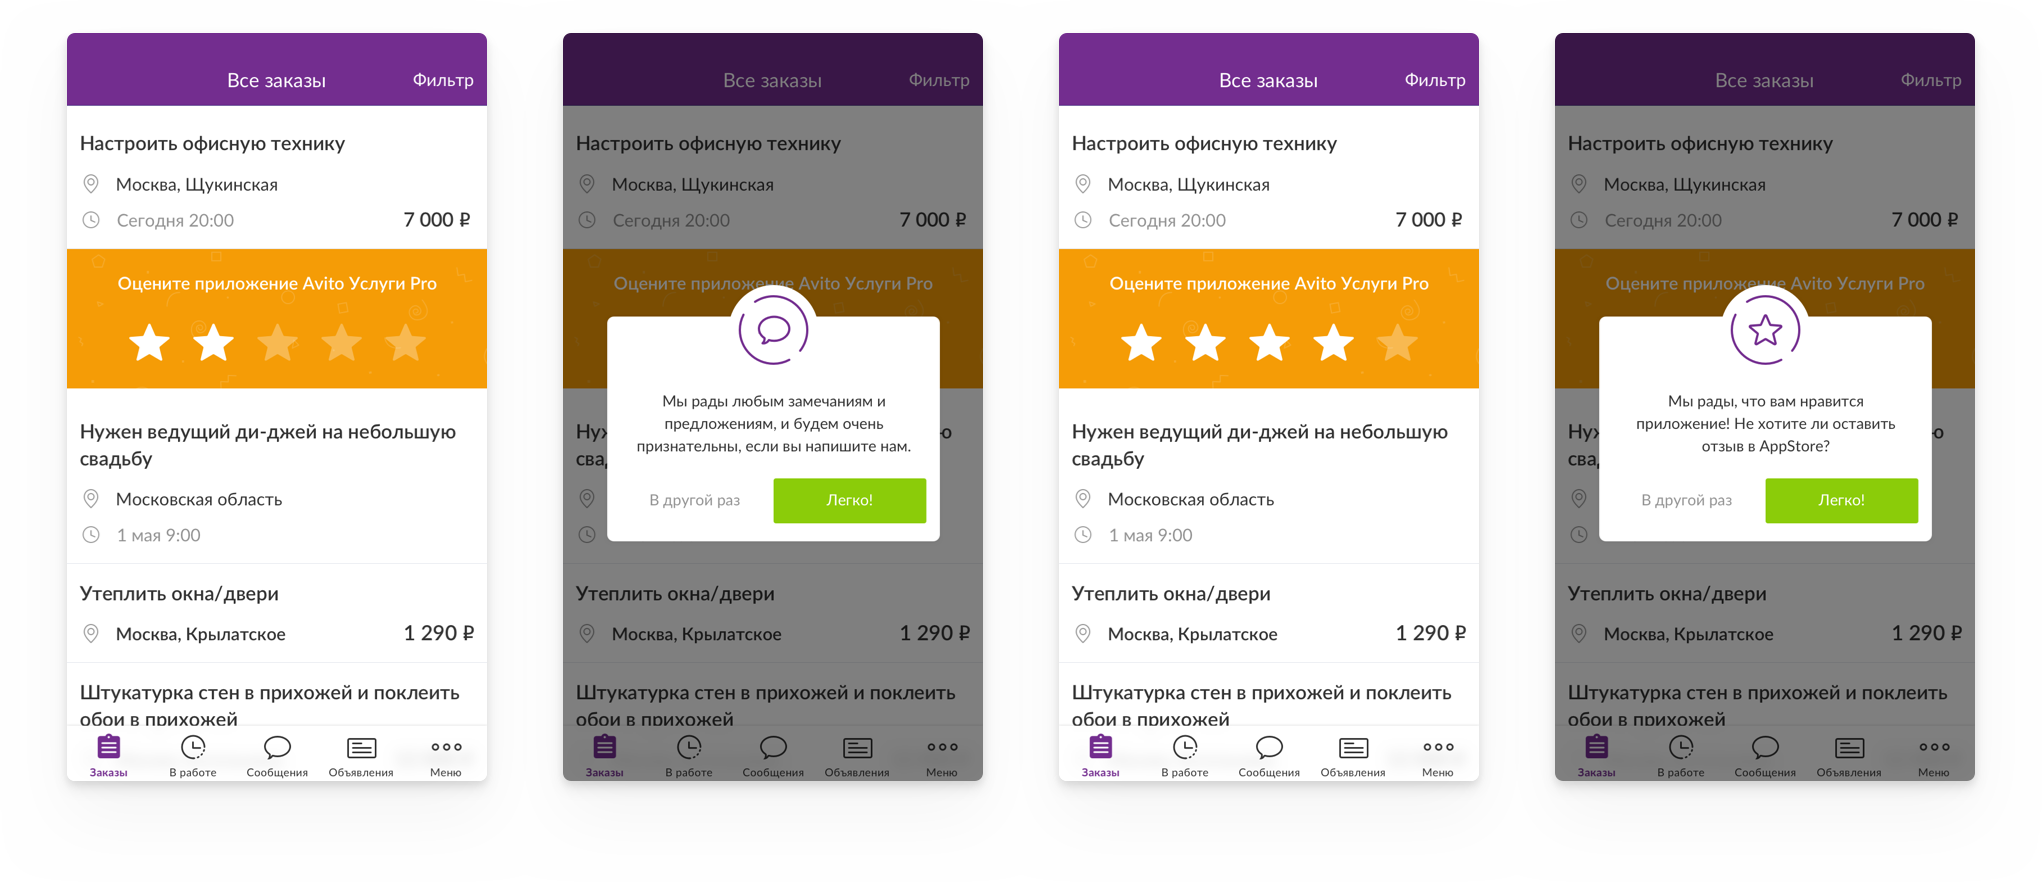 Все заказы
Фильтр
Настроить офисную технику
Москва, Щукинская
Сегодня 20:00
7 000 ₽
Оцените приложение Avito Услуги Pro
Нужен ведущий ди-джей на небольшую
свадьбу
Московская область
1 мая 9:00
Утеплить окна/двери
Москва, Крылатское
1 290 ₽
Штукатурка стен в прихожей и поклеить
обои в прихожей
Заказы
В работе
Сообщения
Объявления
Меню
Все заказы
Фильтр
Настроить офисную технику
Москва, Щукинская
Сегодня 20:00
7 000 ₽
Оцените приложение Avito Услуги Pro
Мы рады любым замечаниям и
предложениям, и будем очень
признательны, если вы напишите нам.
В другой раз
Легко!
Утеплить окна/двери
Москва, Крылатское
1 290 ₽
Штукатурка стен в прихожей и поклеить
обои в прихожей
Заказы
В работе
Сообщения
Объявления
Меню
Все заказы
Фильтр
Настроить офисную технику
Москва, Щукинская
Сегодня 20:00
7 000 ₽
Оцените приложение Avito Услуги Pro
Нужен ведущий ди-джей на небольшую
свадьбу
Московская область
1 мая 9:00
Утеплить окна/двери
Москва, Крылатское
1 290 ₽
Штукатурка стен в прихожей и поклеить
обои в прихожей
Заказы
В работе
Сообщения
Объявления
Меню
Все заказы
Фильтр
Настроить офисную технику
Москва, Щукинская
Сегодня 20:00
7 000 ₽
Оцените приложение Avito Услуги Pro
Мы рады, что вам нравится
приложение! Не хотите ли оставить
отзыв в AppStore?
В другой раз
Легко!
Утеплить окна/двери
Москва, Крылатское
1 290 ₽
Штукатурка стен в прихожей и поклеить
обои в прихожей
Заказы
В работе
Сообщения
Объявления
Меню